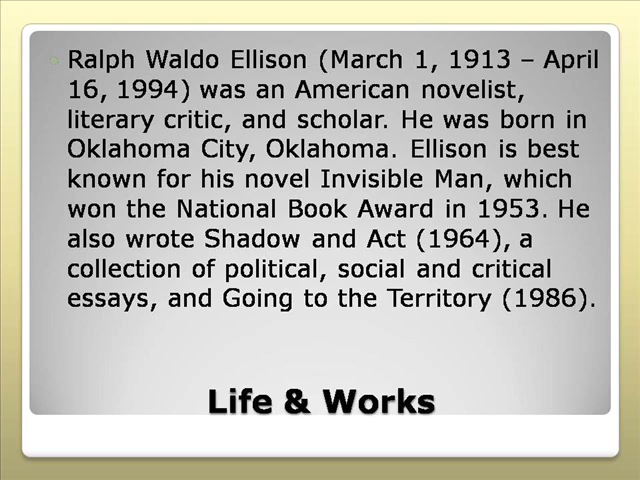 Ralph Waldo Ellison (March 1, 1913 – April
16, 1994) was an American novelist,
literary critic, and scholar. He was born in
Oklahoma City, Oklahoma. Ellison is best
known for his novel Invisible Man, which
won the National Book Award in 1953. He
also wrote Shadow and Act (1964), a
collection of political, social and critical
essays, and Going to the Territory (1986).
Life & Works